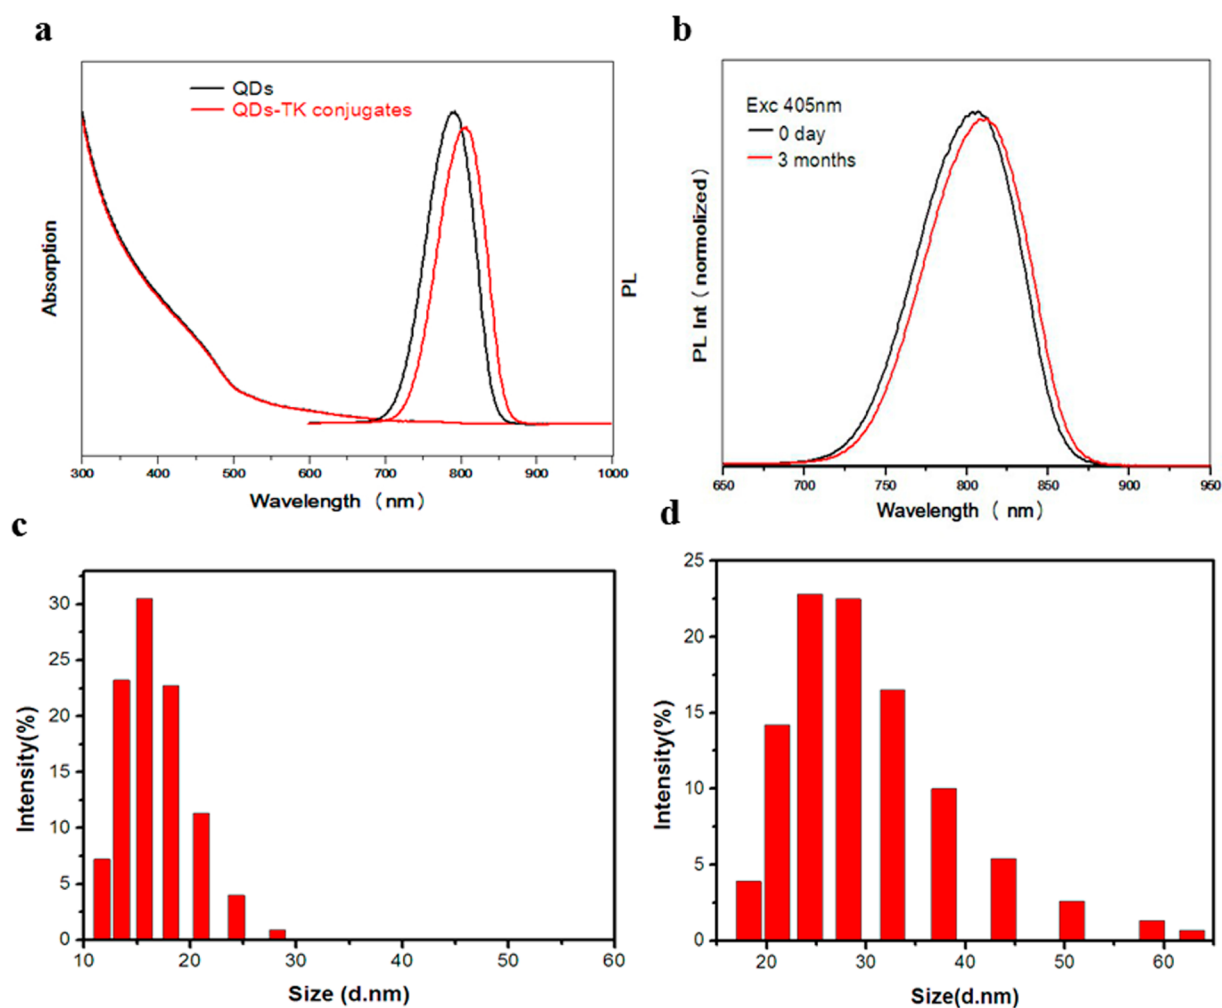 a
QDs
QDs-TK conjugates
Absorption
PL
300 400 500 600 700 800 900 1000
Wavelength ( nm)
b
Exc 405nm
0 day
3 months
PL Int ( normolized)
650 700 750 800 850 900 950
Wavelength ( nm)
c
30
25
20
15
10
5
0
Intensity(%)
10 20 30 40 50 60
Size (d.nm)
d
25
20
15
10
5
0
Intensity(%)
20 30 40 50 60
Size(d.nm)